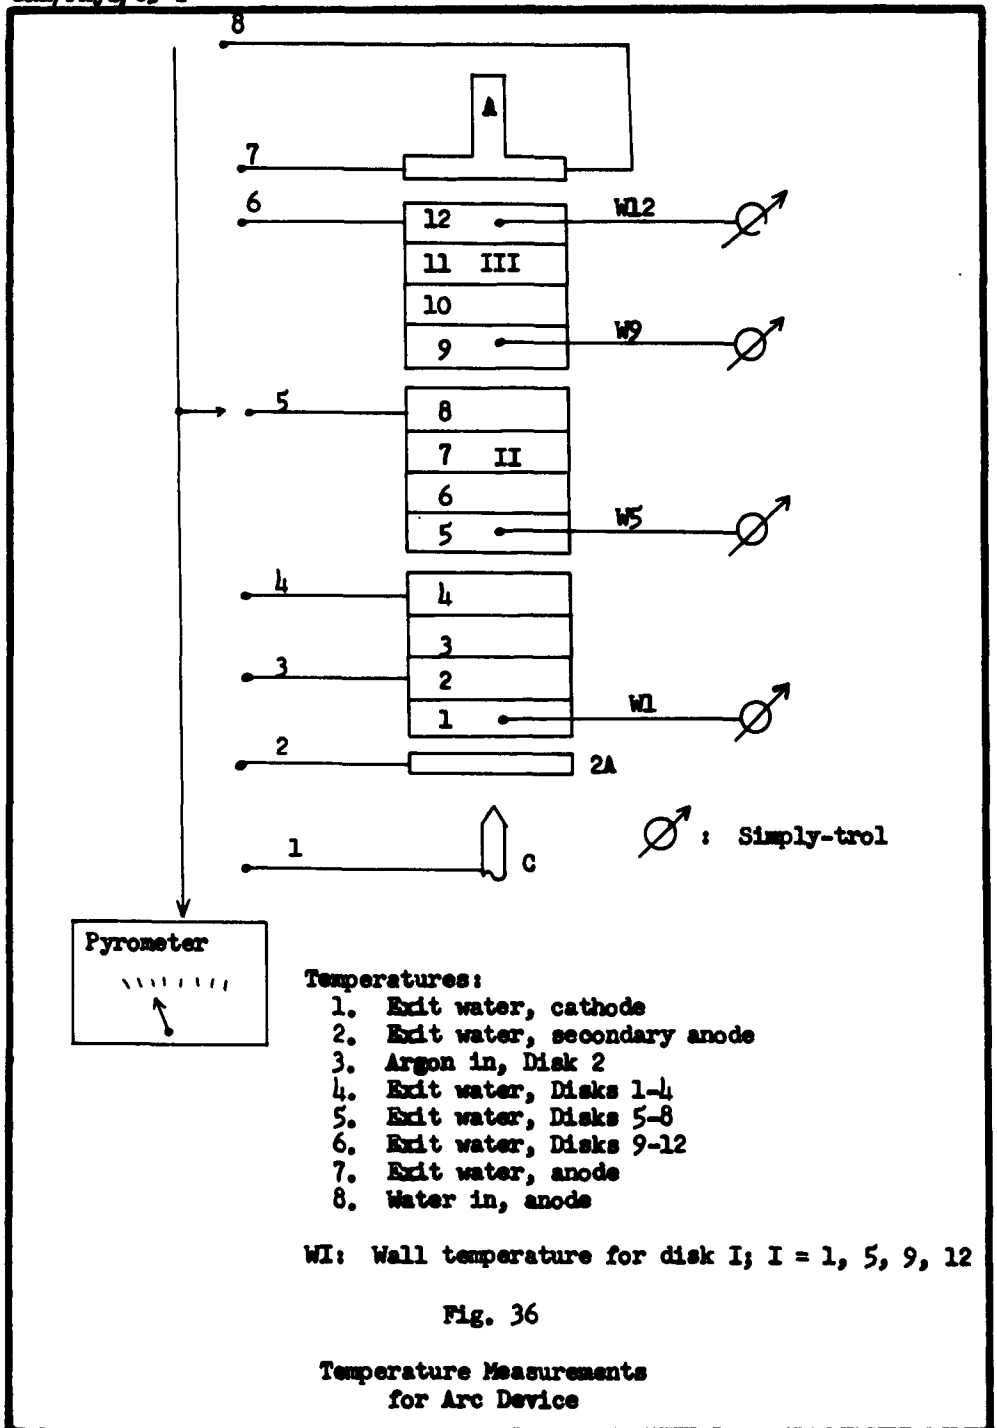 8
A
7
6
12
W12
11 III
10
9
W9
5
8
7 II
6
5
W5
4
4
3
3
2
1
W1
2
2A
1
C
: Simply-trol
Pyrometer
Temperatures:
1. Exit water, cathode
2. Exit water, secondary anode
3. Argon in, Disk 2
4. Exit water, Disks 1-4
5. Exit water, Disks 5-8
6. Exit water, Disks 9-12
7. Exit water, anode
8. Water in, anode
WI: Wall temperature for disk I; I = 1, 5, 9, 12
Fig. 36
Temperature Measurements
for Arc Device